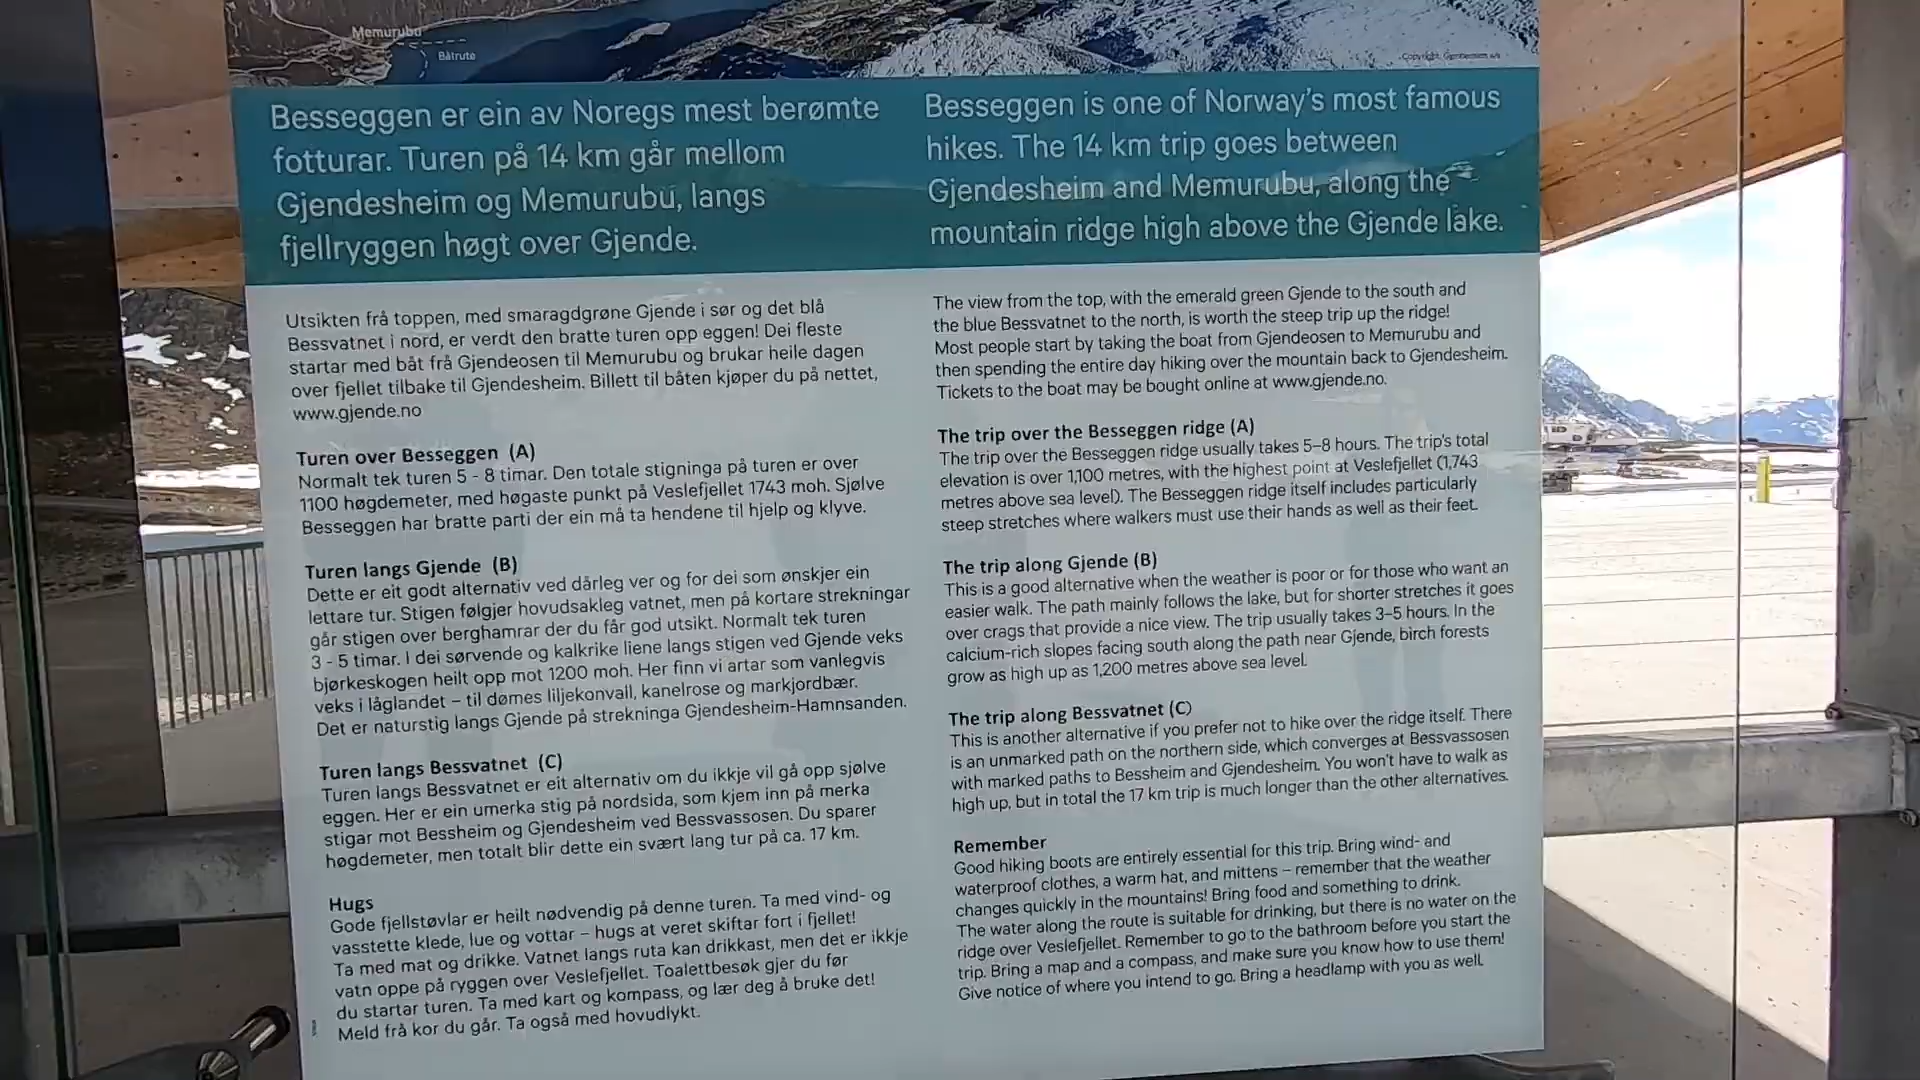 Memurubu
Båtrute
Besseggen er ein av Noregs mest berømte
fotturar. Turen på 14 km går mellom
Gjendesheim og Memurubu, langs
fjellryggen høgt over Gjende.
Utsikten frå toppen, med smaragdgrøne Gjende i sør og det blå
Bessvatnet i nord, er verdt den bratte turen opp eggen! Dei fleste
startar med båt frå Gjendeosen til Memurubu og brukar heile dagen
over fjellet tilbake til Gjendesheim. Billett til båten kjøper du på nettet,
www.gjende.no
Turen over Besseggen (A)
Normalt tek turen 5 - 8 timar. Den totale stigninga på turen er over
1100 høgdemeter, med høgaste punkt på Veslefjellet 1743 moh. Sjølve
Besseggen har bratte parti der ein må ta hendene til hjelp og klyve.
Turen langs Gjende (B)
Dette er eit godt alternativ ved dårleg ver og for dei som ønskjer ein
lettare tur. Stigen følgjer hovudsakleg vatnet, men på kortare strekningar
går stigen over berghamrar der du får god utsikt. Normalt tek turen
3 - 5 timar. I dei sørvende og kalkrike liene langs stigen ved Gjende veks
bjørkeskogen heilt opp mot 1200 moh. Her finn vi artar som vanlegvis
veks i låglandet – til dømes liljekonvall, kanelrose og markjordbær.
Det er naturstig langs Gjende på strekninga Gjendesheim-Hamnsanden.
Turen langs Bessvatnet (C)
Turen langs Bessvatnet er eit alternativ om du ikkje vil gå opp sjølve
eggen. Her er ein umerka stig på nordsida, som kjem inn på merka
stigar mot Bessheim og Gjendesheim ved Bessvassosen. Du sparer
høgdemeter, men totalt blir dette ein svært lang tur på ca. 17 km.
Hugs
Gode fjellstøvlar er heilt nødvendig på denne turen. Ta med vind- og
vasstette klede, lue og vottar – hugs at veret skiftar fort i fjellet!
Ta med mat og drikke. Vatnet langs ruta kan drikkast, men det er ikkje
vatn oppe på ryggen over Veslefjellet. Toalettbesøk gjer du før
du startar turen. Ta med kart og kompass, og lær deg å bruke det!
Meld frå kor du går. Ta også med hovudlykt.
Besseggen is one of Norway's most famous
hikes. The 14 km trip goes between
Gjendesheim and Memurubu, along the
mountain ridge high above the Gjende lake.
The view from the top, with the emerald green Gjende to the south and
the blue Bessvatnet to the north, is worth the steep trip up the ridge!
Most people start by taking the boat from Gjendeosen to Memurubu and
then spending the entire day hiking over the mountain back to Gjendesheim.
Tickets to the boat may be bought online at www.gjende.no.
The trip over the Besseggen ridge (A)
The trip over the Besseggen ridge usually takes 5–8 hours. The trip's total
elevation is over 1,100 metres, with the highest point at Veslefjellet (1,743
metres above sea level). The Besseggen ridge itself includes particularly
steep stretches where walkers must use their hands as well as their feet.
The trip along Gjende (B)
This is a good alternative when the weather is poor or for those who want an
easier walk. The path mainly follows the lake, but for shorter stretches it goes
over crags that provide a nice view. The trip usually takes 3–5 hours. In the
calcium-rich slopes facing south along the path near Gjende, birch forests
grow as high up as 1,200 metres above sea level.
The trip along Bessvatnet (C)
This is another alternative if you prefer not to hike over the ridge itself. There
is an unmarked path on the northern side, which converges at Bessvassosen
with marked paths to Bessheim and Gjendesheim. You won't have to walk as
high up, but in total the 17 km trip is much longer than the other alternatives.
Remember
Good hiking boots are entirely essential for this trip. Bring wind- and
waterproof clothes, a warm hat, and mittens – remember that the weather
changes quickly in the mountains! Bring food and something to drink.
The water along the route is suitable for drinking, but there is no water on the
ridge over Veslefjellet. Remember to go to the bathroom before you start the
trip. Bring a map and a compass, and make sure you know how to use them!
Give notice of where you intend to go. Bring a headlamp with you as well.